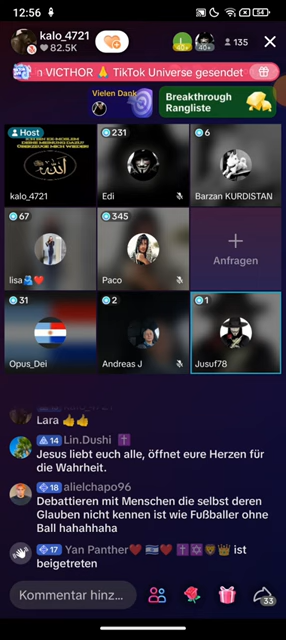 12:56
54
kalo_4721
82.5K
40+
40+
135
n VICTHOR 🙏 TikTok Universe gesendet
Vielen Dank
Breakthrough
Rangliste
Host
231
6
kalo_4721
Edi
Barzan KURDISTAN
67
345
+
Anfragen
lisa🫂❤️
Paco
31
2
1
Opus_Dei
Andreas J
Jusuf78
Lara 👍👍
14 Lin.Dushi ✝️
Jesus liebt euch alle, öffnet eure Herzen für
die Wahrheit.
18 alielchapo96
Debattieren mit Menschen die selbst deren
Glauben nicht kennen ist wie Fußballer ohne
Ball hahahhaha
17 Yan Panther❤️🇮🇱❤️✝️✡️🦁👑 ist
beigetreten
Kommentar hinz...
33